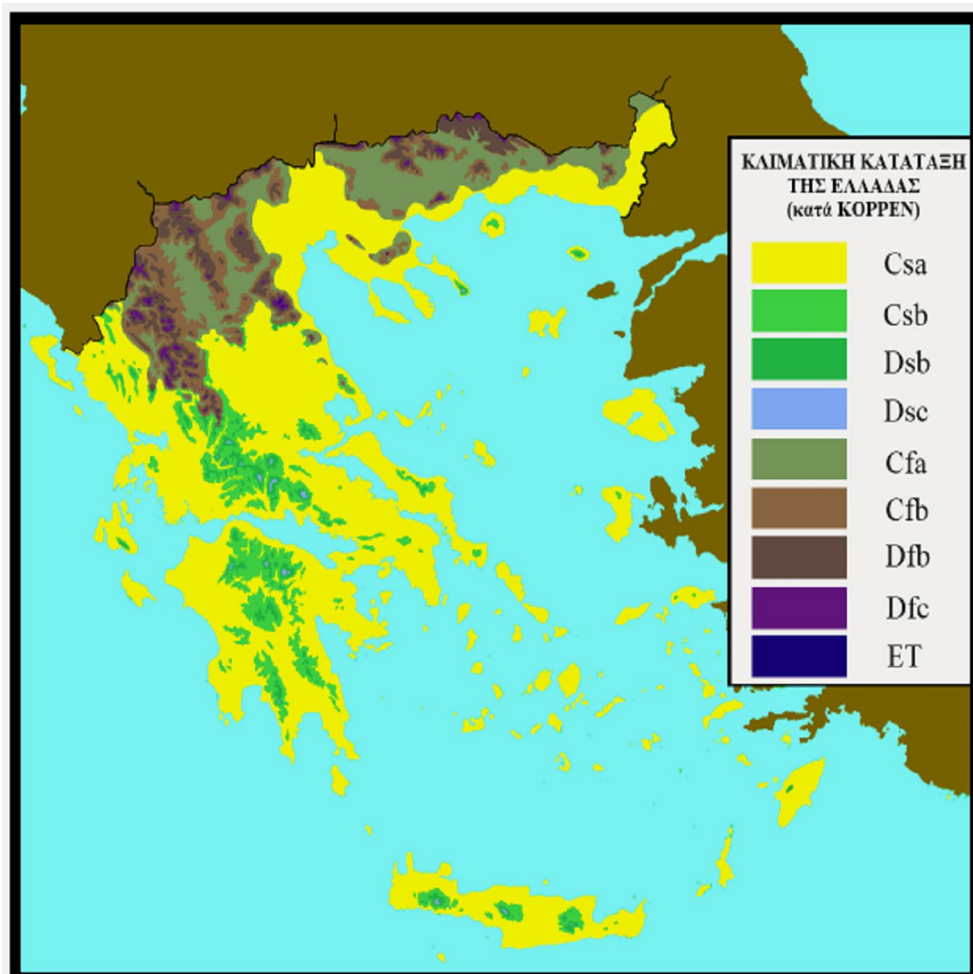 ΚΛΙΜΑΤΙΚΗ ΚΑΤΑΤΑΞΗ
ΤΗΣ ΕΛΛΑΔΑΣ
(κατά KOPPEN)
Csa
Csb
Dsb
Dsc
Cfa
Cfb
Dfb
Dfc
ET